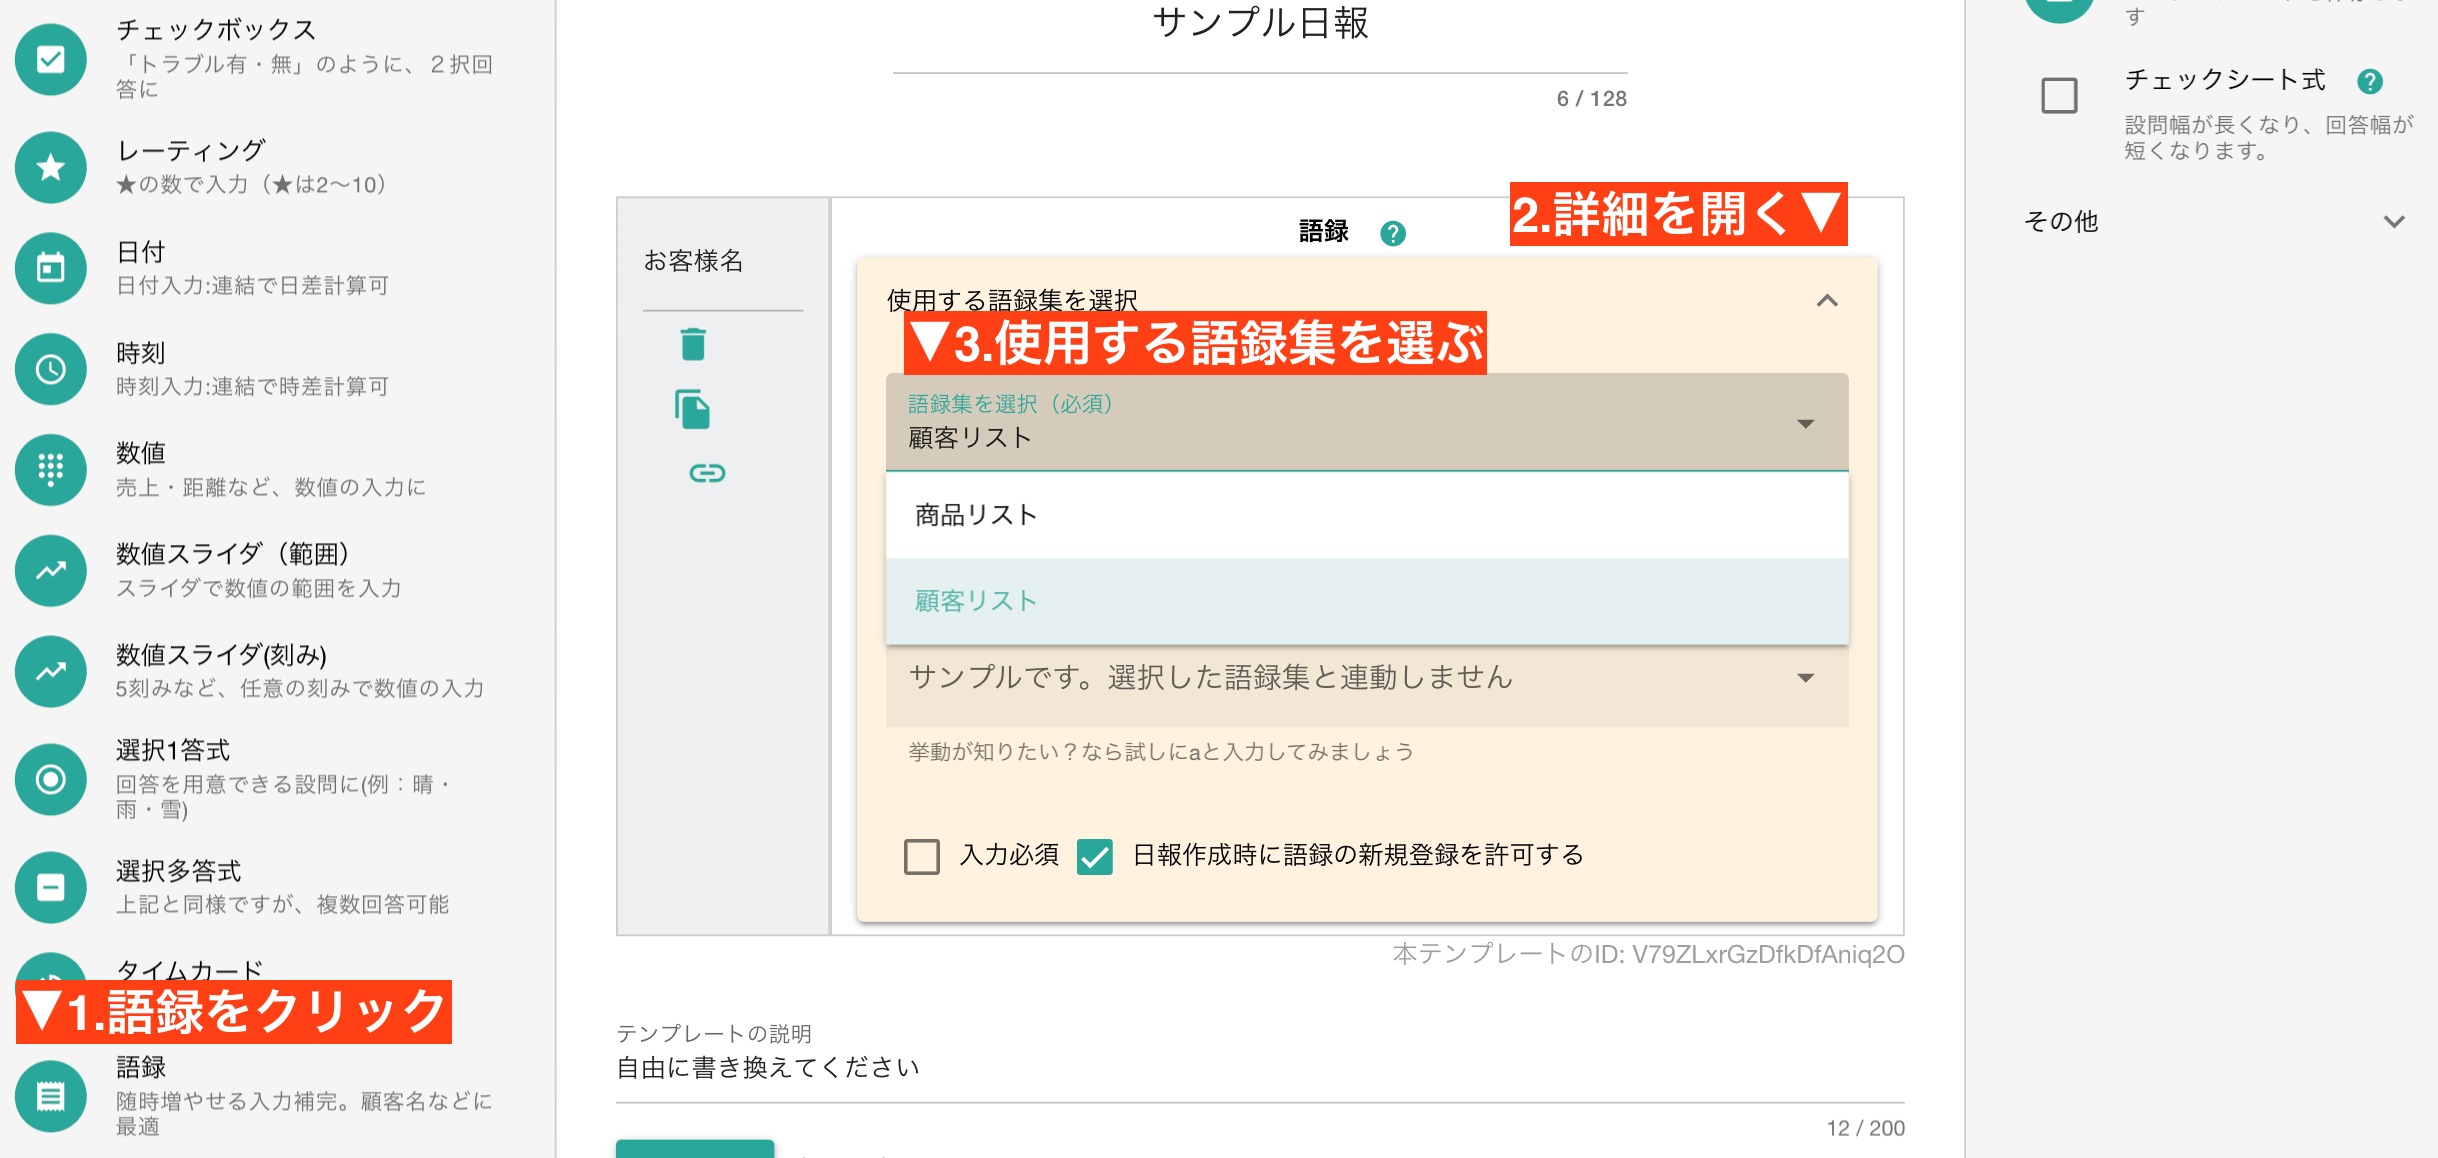 チェックボックス
「トラブル有・無」のように、２択回
答に
レーティング
★の数で入力（★は2〜10）
日付
日付入力:連結で日差計算可
時刻
時刻入力:連結で時差計算可
数値
売上・距離など、数値の入力に
数値スライダ（範囲）
スライダで数値の範囲を入力
数値スライダ(刻み)
5刻みなど、任意の刻みで数値の入力
選択1答式
回答を用意できる設問に(例：晴・
雨・雪)
選択多答式
上記と同様ですが、複数回答可能
タイムカード
▼1.語録をクリック
語録
随時増やせる入力補完。顧客名などに
最適
サンプル日報
6 / 128
お客様名
語録
2.詳細を開く▼
使用する語録集を選択
▼3.使用する語録集を選ぶ
語録集を選択（必須）
顧客リスト
商品リスト
顧客リスト
サンプルです。選択した語録集と連動しません
挙動が知りたい？なら試しにaと入力してみましょう
入力必須
日報作成時に語録の新規登録を許可する
本テンプレートのID: V79ZLxrGzDfkDfAniq2O
テンプレートの説明
自由に書き換えてください
12 / 200
す
チェックシート式
設問幅が長くなり、回答幅が
短くなります。
その他